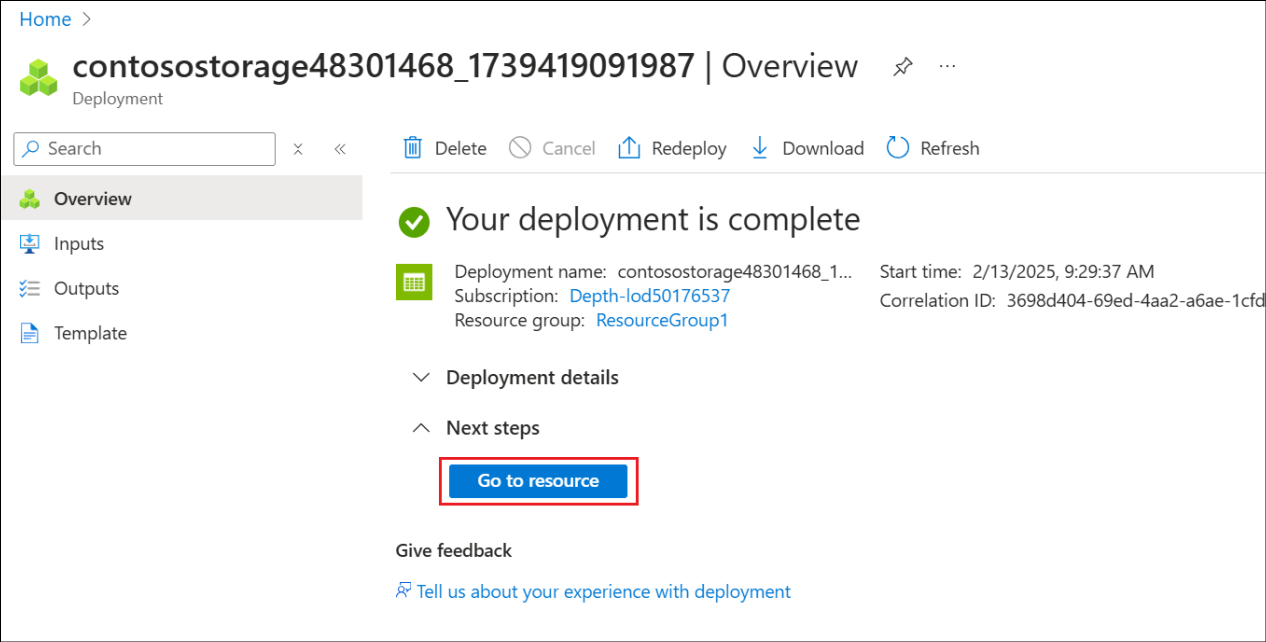 Home >
contosostorage48301468_1739419091987 | Overview ...
Deployment
Search
Delete Cancel Redeploy Download Refresh
Overview
Inputs
Outputs
Template
Your deployment is complete
Deployment name: contosostorage48301468_1... Start time: 2/13/2025, 9:29:37 AM
Subscription: Depth-lod50176537 Correlation ID: 3698d404-69ed-4aa2-a6ae-1cfd
Resource group: ResourceGroup1
Deployment details
Next steps
Go to resource
Give feedback
Tell us about your experience with deployment